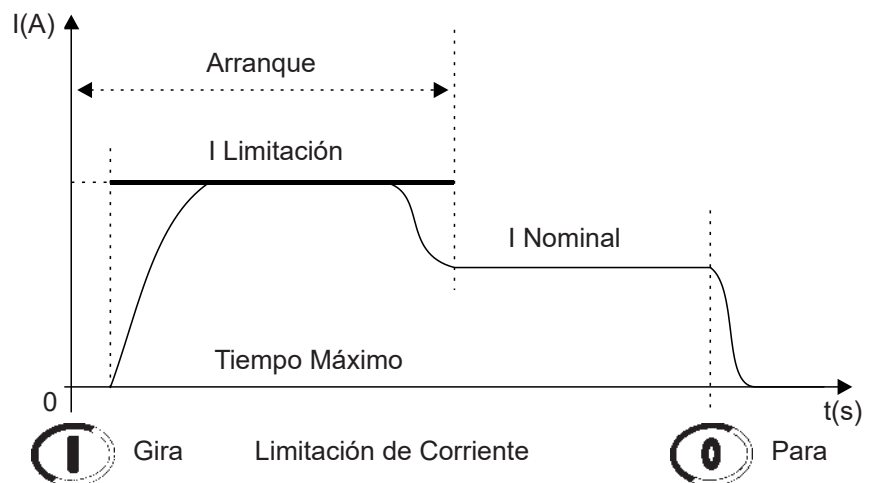 I(A)
Arranque
I Limitación
I Nominal
Tiempo Máximo
0
t(s)
I Gira Limitación de Corriente 0 Para